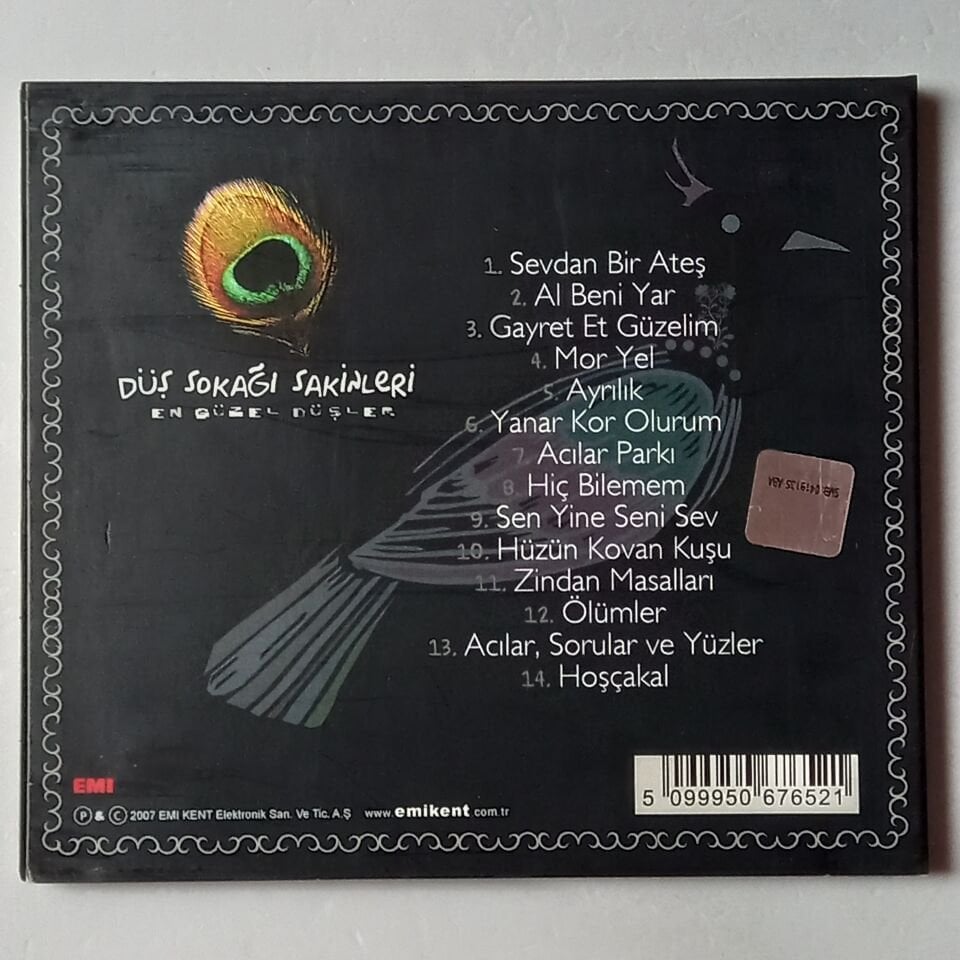 DÜŞ SOKAĞI SAKİNLERİ
EN GÜZEL DÜŞLER
1. Sevdan Bir Ateş
2. Al Beni Yar
3. Gayret Et Güzelim
4. Mor Yel
5. Ayrılık
6. Yanar Kor Olurum
7. Acılar Parkı
8. Hiç Bilemem
9. Sen Yine Seni Sev
10. Hüzün Kovan Kuşu
11. Zindan Masalları
12. Ölümler
13. Acılar, Sorular ve Yüzler
14. Hoşçakal
EMI
℗ & © 2007 EMI KENT Elektronik San. Ve Tic. A.Ş www.emikent.com.tr
5 099950 676521